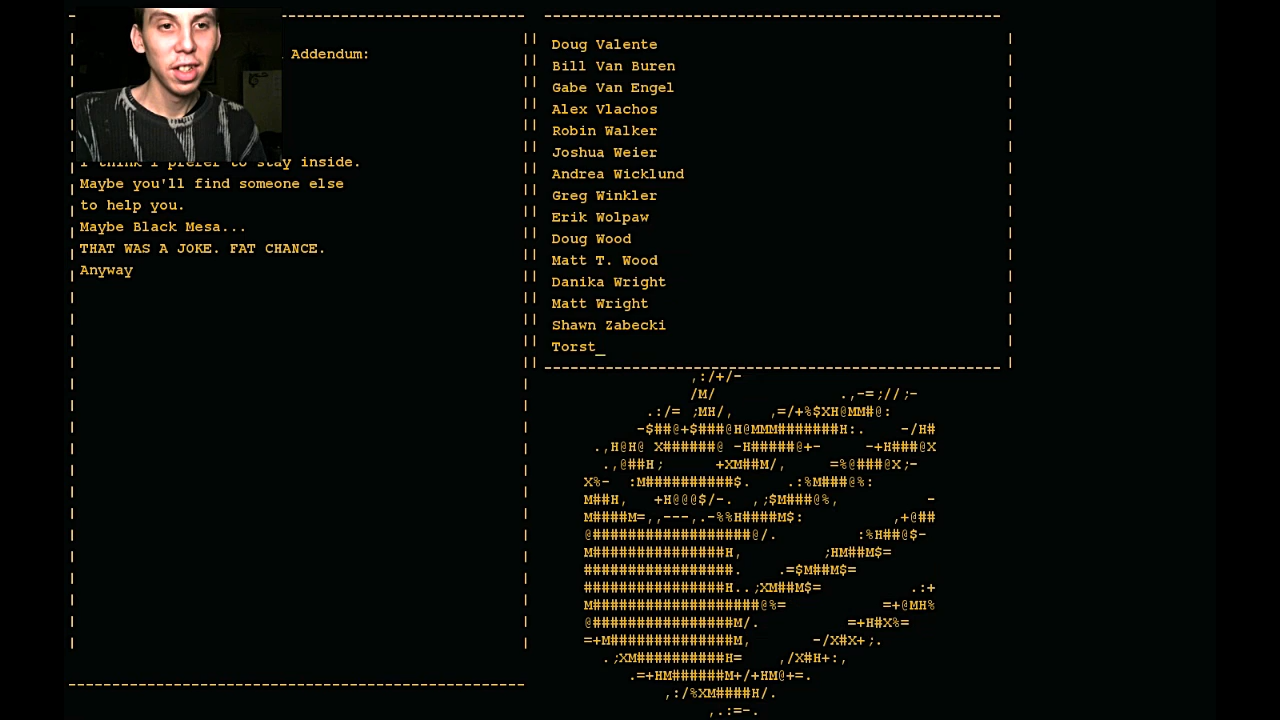 Addendum:
I think I prefer to stay inside.
Maybe you'll find someone else
to help you.
Maybe Black Mesa...
THAT WAS A JOKE. FAT CHANCE.
Anyway
Doug Valente
Bill Van Buren
Gabe Van Engel
Alex Vlachos
Robin Walker
Joshua Weier
Andrea Wicklund
Greg Winkler
Erik Wolpaw
Doug Wood
Matt T. Wood
Danika Wright
Matt Wright
Shawn Zabecki
Torst_